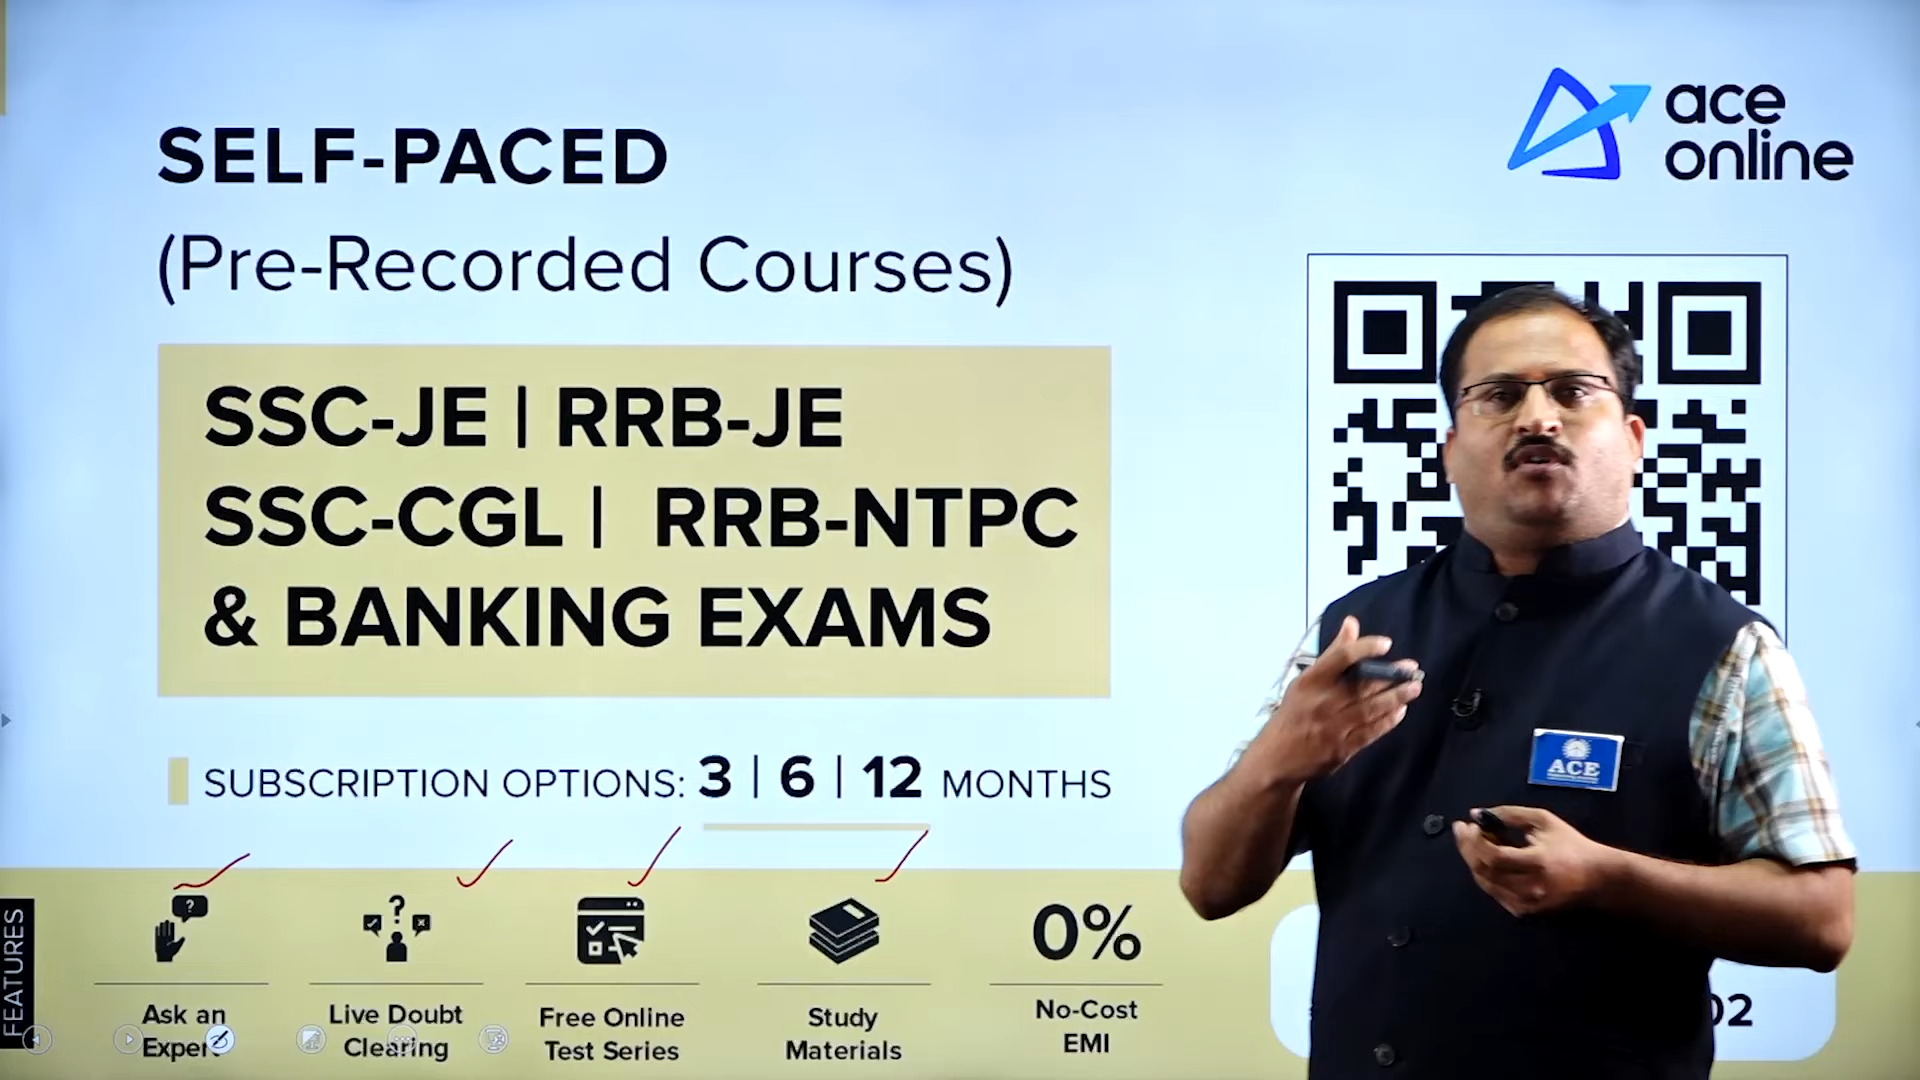 ace
online
SELF-PACED
(Pre-Recorded Courses)
SSC-JE | RRB-JE
SSC-CGL | RRB-NTPC
& BANKING EXAMS
SUBSCRIPTION OPTIONS: 3 | 6 | 12 MONTHS
ACE
FEATURES
Ask an
Expert
Live Doubt
Clearing
Free Online
Test Series
Study
Materials
0%
No-Cost
EMI
02